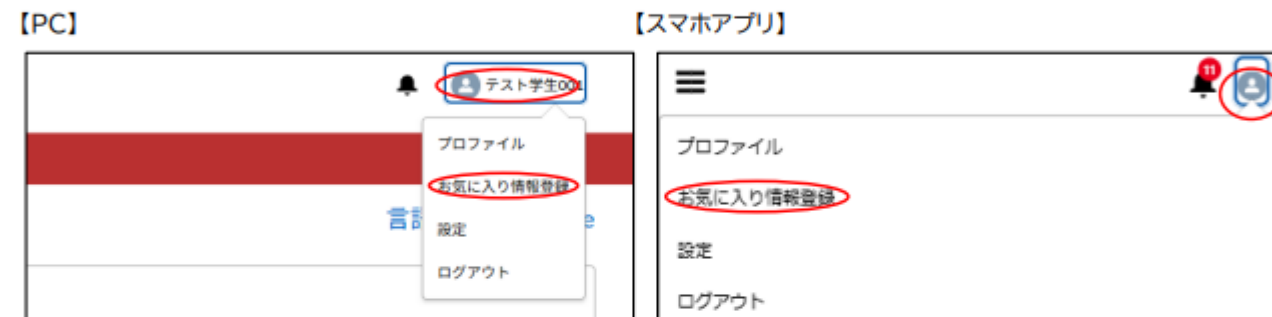 【PC】
【スマホアプリ】
テスト学生001
プロファイル
お気に入り情報登録
言語
e
設定
ログアウト
11
プロファイル
お気に入り情報登録
設定
ログアウト